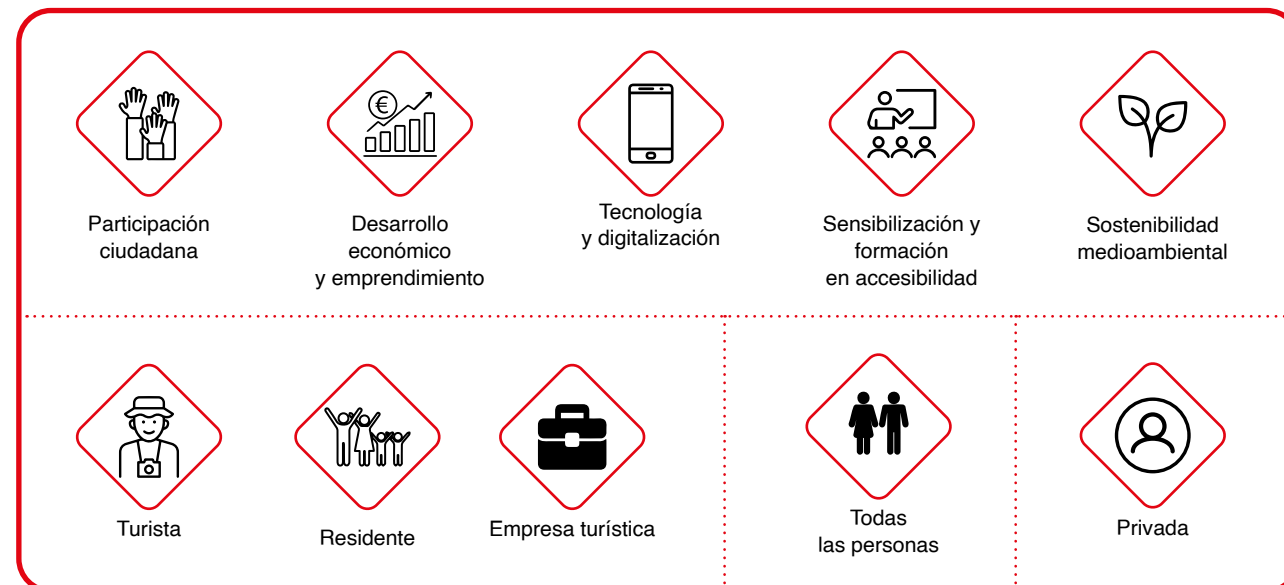 Participación
ciudadana
Desarrollo
económico
y emprendimiento
Tecnología
y digitalización
Sensibilización y
formación
en accesibilidad
Sostenibilidad
medioambiental
Turista
Residente
Empresa turística
Todas
las personas
Privada